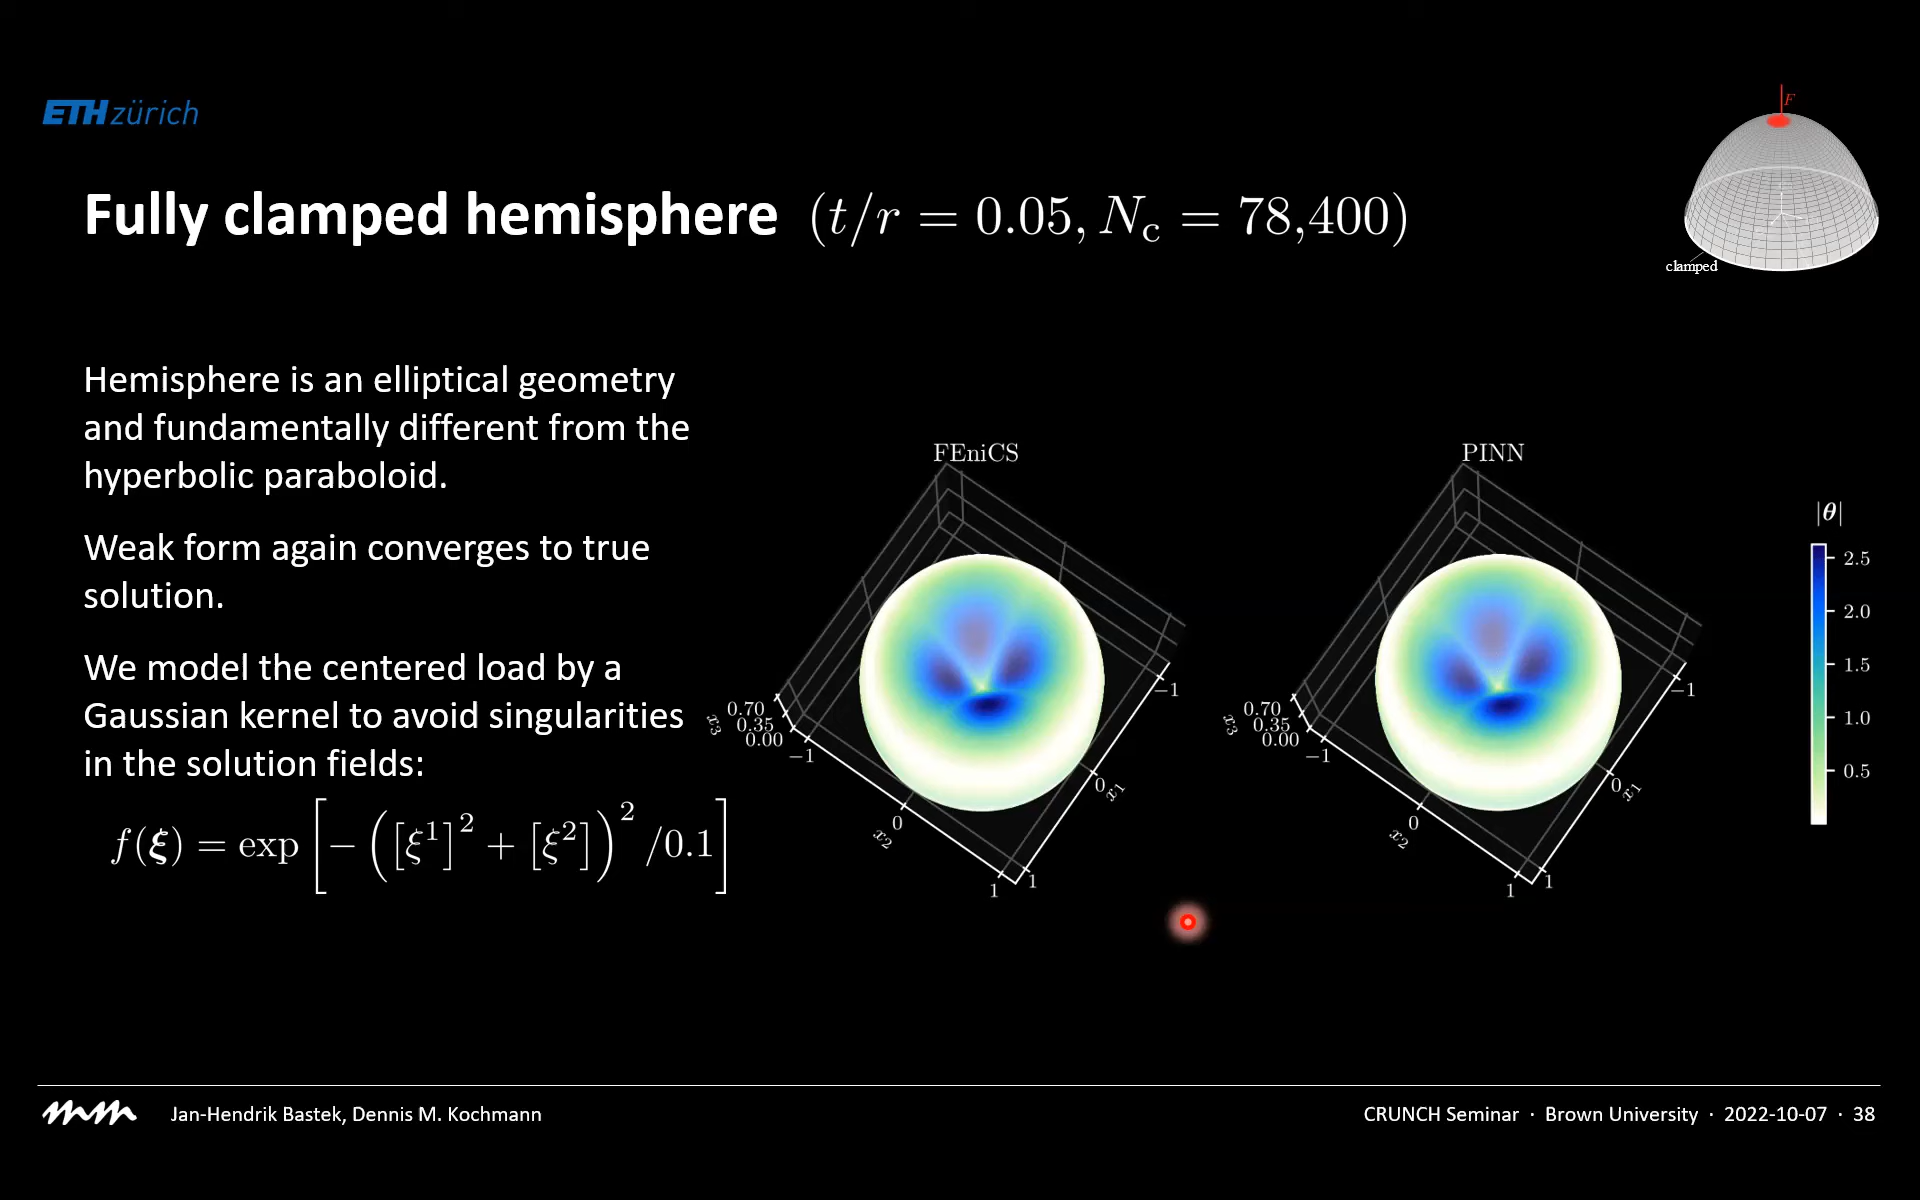 ETH zürich
F
clamped
Fully clamped hemisphere (t/r = 0.05, N_c = 78,400)
Hemisphere is an elliptical geometry
and fundamentally different from the
hyperbolic paraboloid.
Weak form again converges to true
solution.
We model the centered load by a
Gaussian kernel to avoid singularities
in the solution fields:
f(ξ) = exp [ − ( [ξ¹]² + [ξ²] )² /0.1 ]
FEniCS
0.70
0.35
0.00
x₃
−1
0
x₂
1
−1
0
x₁
1
PINN
0.70
0.35
0.00
x₃
−1
0
x₂
1
−1
0
x₁
1
|θ|
2.5
2.0
1.5
1.0
0.5
Jan-Hendrik Bastek, Dennis M. Kochmann
CRUNCH Seminar · Brown University · 2022-10-07 · 38